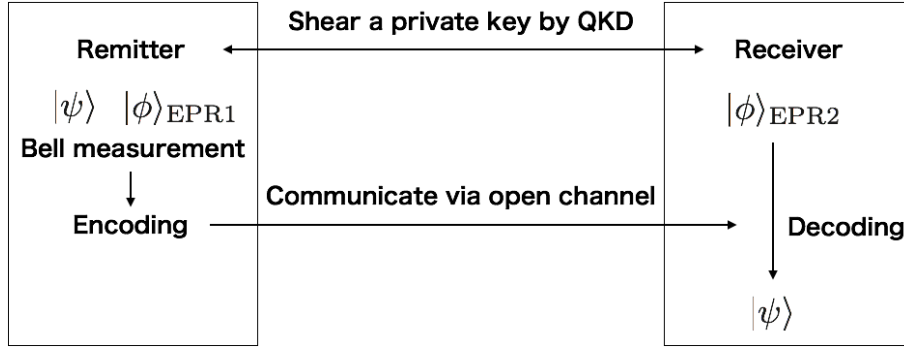 Shear a private key by QKD
Remitter
Receiver
|ψ⟩ |ϕ⟩EPR1
|ϕ⟩EPR2
Bell measurement
Communicate via open channel
Encoding
Decoding
|ψ⟩